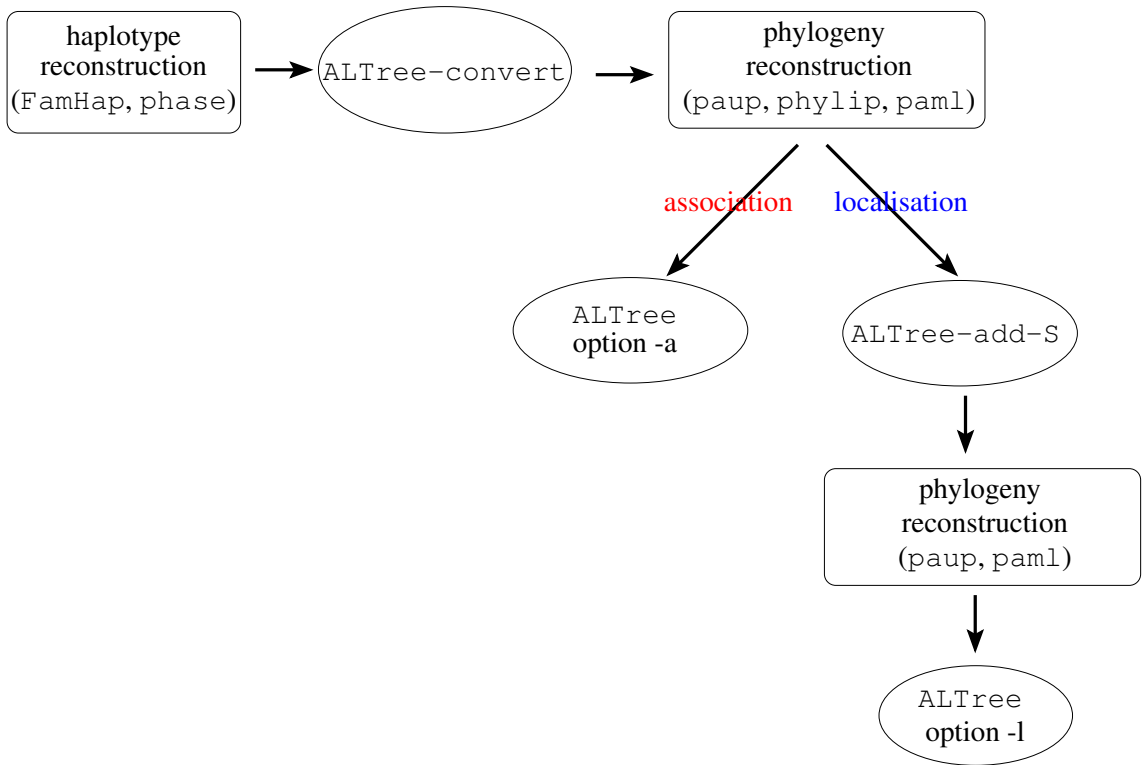 haplotype
reconstruction
(FamHap, phase)
ALTree-convert
phylogeny
reconstruction
(paup, phylip, paml)
association
localisation
ALTree
option -a
ALTree-add-S
phylogeny
reconstruction
(paup, paml)
ALTree
option -l